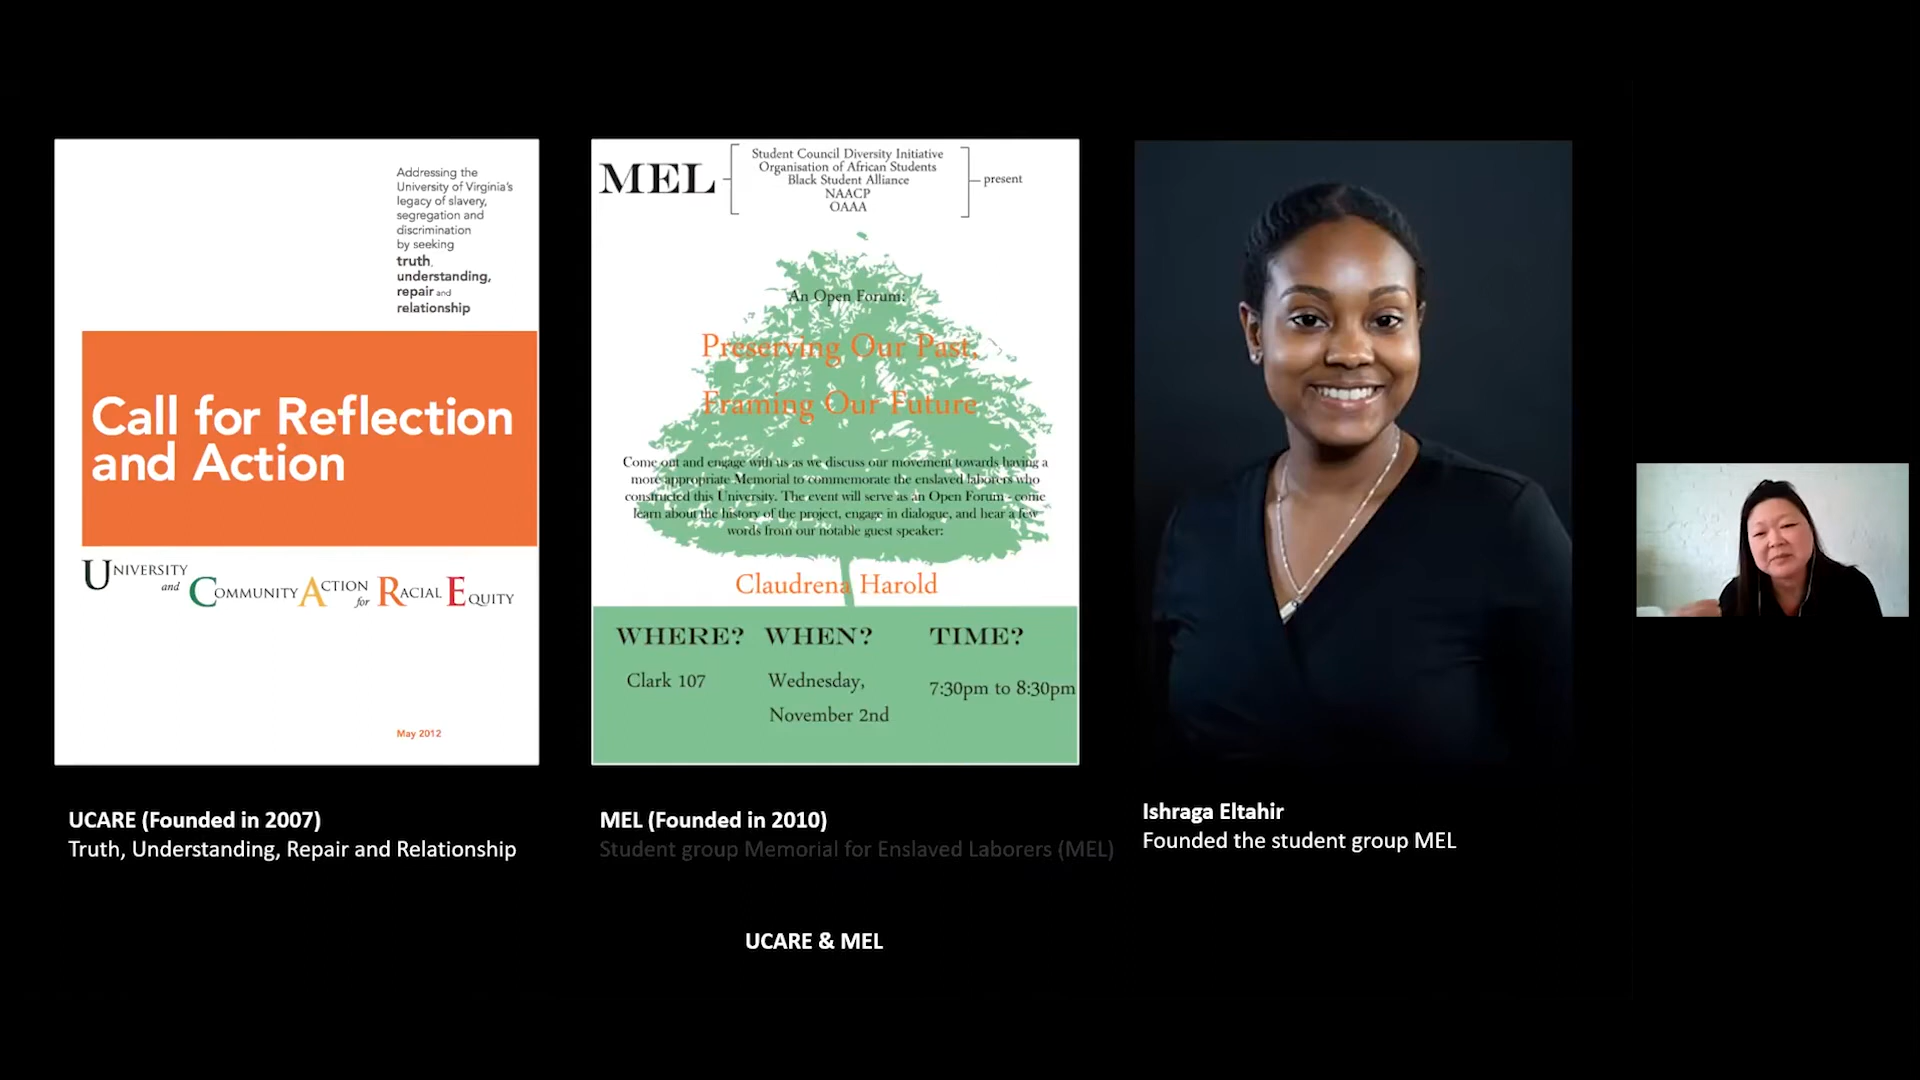 Addressing the
University of Virginia's
legacy of slavery,
segregation and
discrimination
by seeking
truth,
understanding,
repair and
relationship
Call for Reflection
and Action
UNIVERSITY
and COMMUNITY ACTION
for RACIAL EQUITY
May 2012
UCARE (Founded in 2007)
Truth, Understanding, Repair and Relationship
MEL
Student Council Diversity Initiative
Organisation of African Students
Black Student Alliance
NAACP
OAAA
present
An Open Forum:
Preserving Our Past,
Framing Our Future
Come out and engage with us as we discuss our movement towards having a
more appropriate Memorial to commemorate the enslaved laborers who
constructed this University. The event will serve as an Open Forum - come
learn about the history of the project, engage in dialogue, and hear a few
words from our notable guest speaker:
Claudrena Harold
WHERE? WHEN? TIME?
Clark 107
Wednesday,
November 2nd
7:30pm to 8:30pm
MEL (Founded in 2010)
Student group Memorial for Enslaved Laborers (MEL)
Ishraga Eltahir
Founded the student group MEL
UCARE & MEL